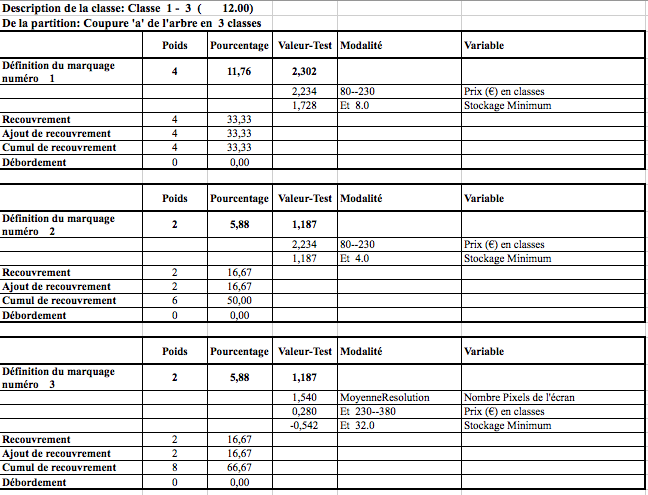 Description de la classe: Classe 1 - 3 ( 12.00)
De la partition: Coupure 'a' de l'arbre en 3 classes
Poids Pourcentage Valeur-Test Modalité Variable
Définition du marquage
numéro 1 4 11,76 2,302
2,234 80--230 Prix (€) en classes
1,728 Et 8.0 Stockage Minimum
Recouvrement 4 33,33
Ajout de recouvrement 4 33,33
Cumul de recouvrement 4 33,33
Débordement 0 0,00
Poids Pourcentage Valeur-Test Modalité Variable
Définition du marquage
numéro 2 2 5,88 1,187
2,234 80--230 Prix (€) en classes
1,187 Et 4.0 Stockage Minimum
Recouvrement 2 16,67
Ajout de recouvrement 2 16,67
Cumul de recouvrement 6 50,00
Débordement 0 0,00
Poids Pourcentage Valeur-Test Modalité Variable
Définition du marquage
numéro 3 2 5,88 1,187
1,540 MoyenneResolution Nombre Pixels de l'écran
0,280 Et 230--380 Prix (€) en classes
-0,542 Et 32.0 Stockage Minimum
Recouvrement 2 16,67
Ajout de recouvrement 2 16,67
Cumul de recouvrement 8 66,67
Débordement 0 0,00